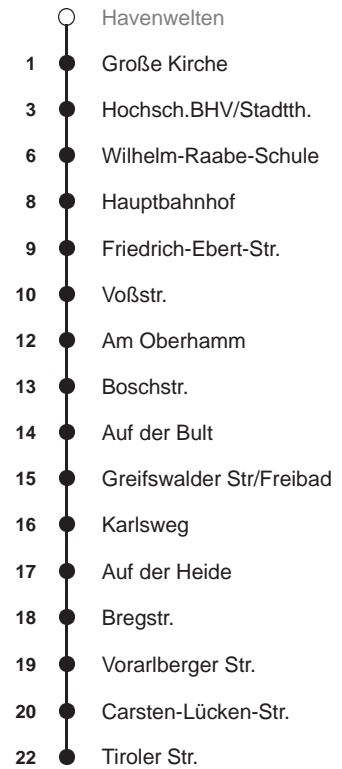 Havenwelten
1 Große Kirche
3 Hochsch.BHV/Stadtth.
6 Wilhelm-Raabe-Schule
8 Hauptbahnhof
9 Friedrich-Ebert-Str.
10 Voßstr.
12 Am Oberhamm
13 Boschstr.
14 Auf der Bult
15 Greifswalder Str/Freibad
16 Karlsweg
17 Auf der Heide
18 Bregstr.
19 Vorarlberger Str.
20 Carsten-Lücken-Str.
22 Tiroler Str.